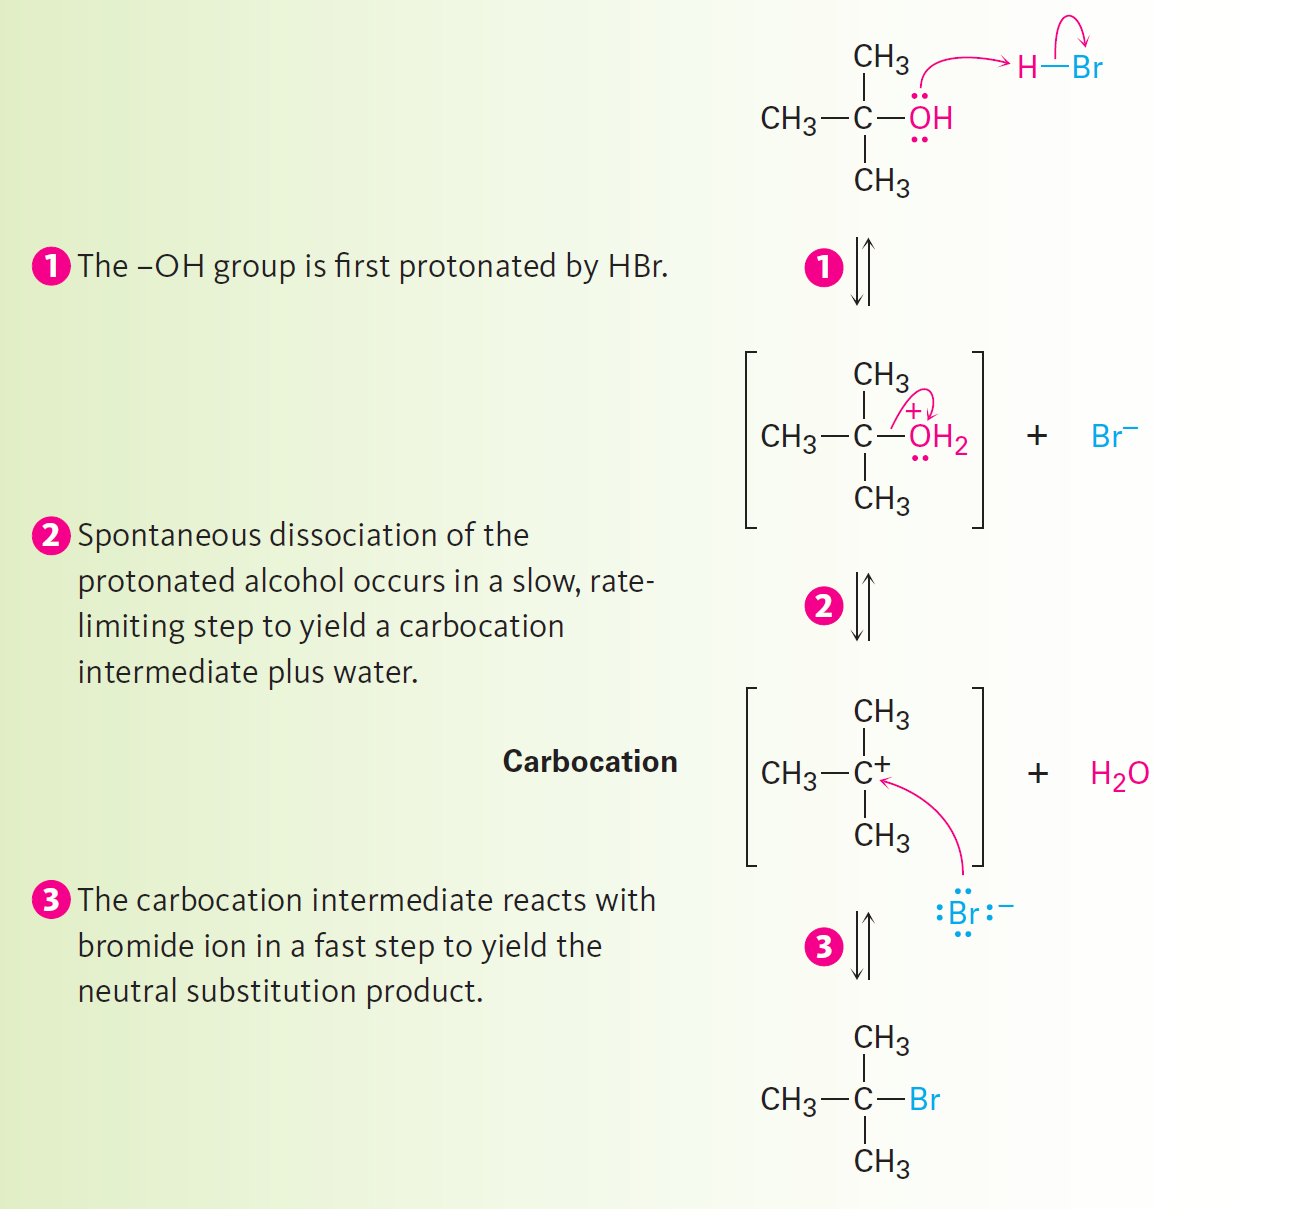 CH3
H—Br
CH3—C—OH
CH3
1 The –OH group is first protonated by HBr.
1
CH3
+
CH3—C—OH2 + Br–
CH3
2 Spontaneous dissociation of the
protonated alcohol occurs in a slow, rate-
limiting step to yield a carbocation
intermediate plus water.
2
CH3
Carbocation
CH3—C+ + H2O
CH3
3 The carbocation intermediate reacts with
bromide ion in a fast step to yield the
neutral substitution product.
:Br:–
3
CH3
CH3—C—Br
CH3